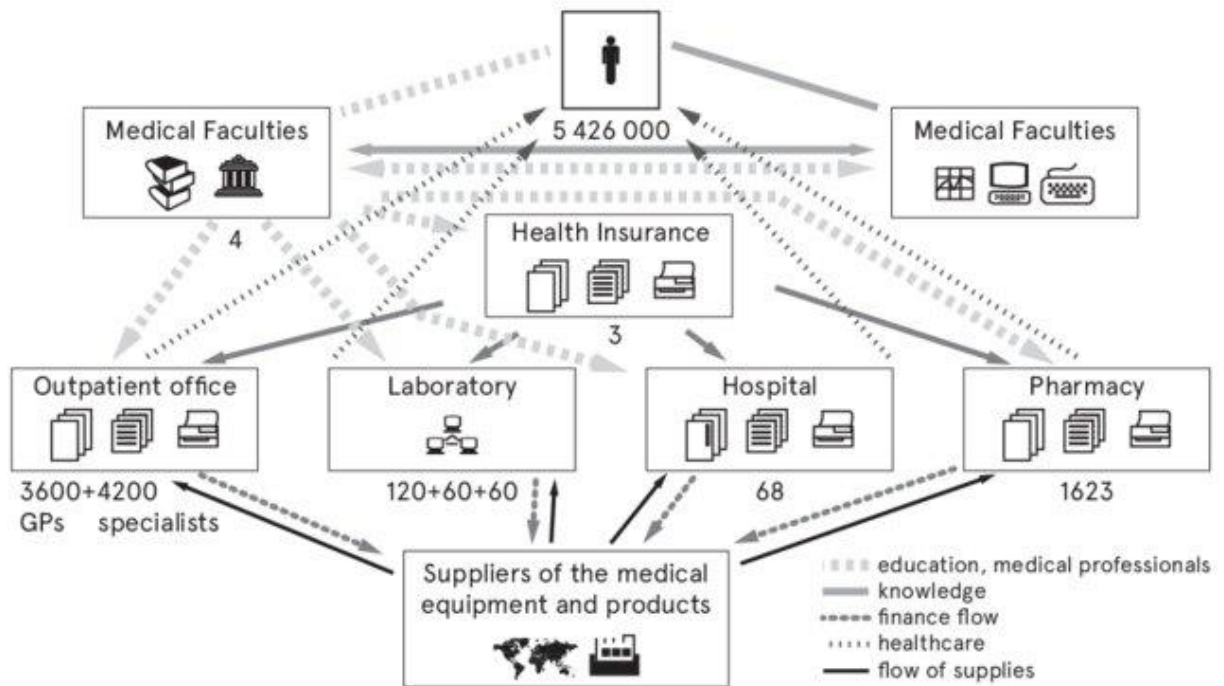 5 426 000
Medical Faculties
4
Medical Faculties
Health Insurance
3
Outpatient office
3600+4200
GPs specialists
Laboratory
120+60+60
Hospital
68
Pharmacy
1623
Suppliers of the medical
equipment and products
education, medical professionals
knowledge
finance flow
healthcare
flow of supplies